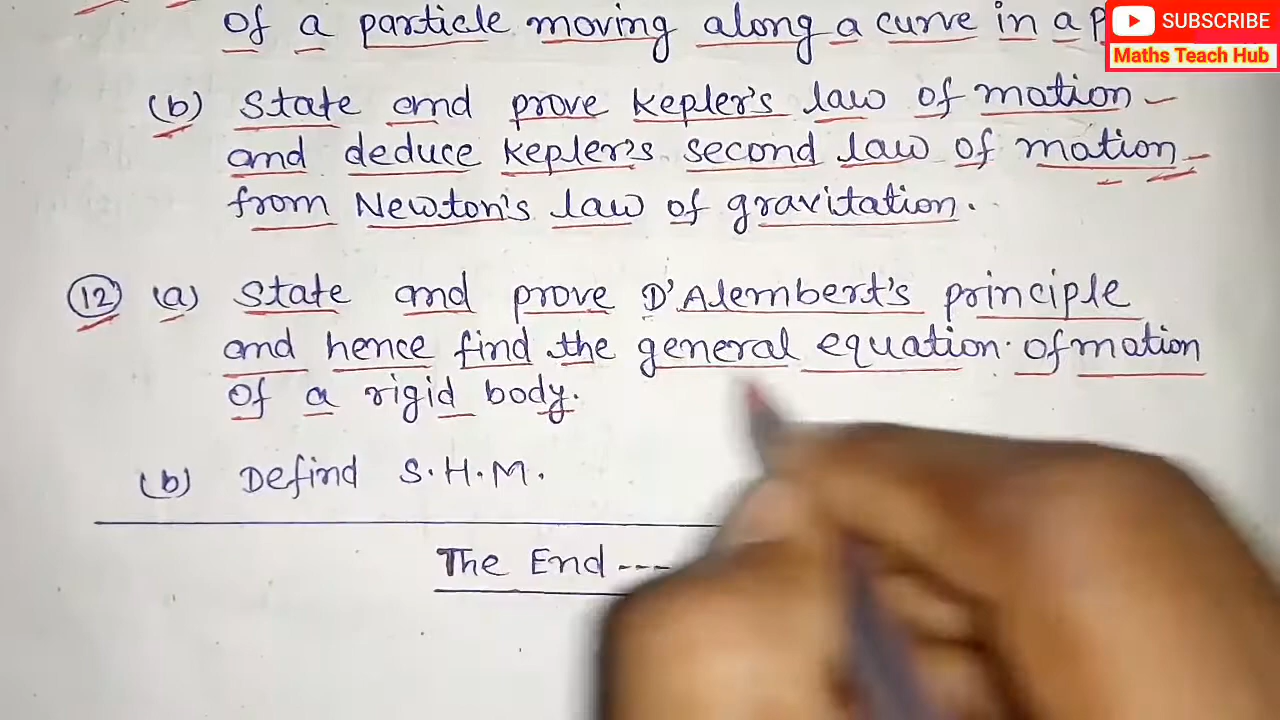 of a particle moving along a curve in a p
SUBSCRIBE
Maths Teach Hub
(b) State and prove Kepler's law of motion
and deduce Kepler's second law of motion
from Newton's law of gravitation.
(12) (a) State and prove D'Alembert's principle
and hence find the general equation of motion
of a rigid body.
(b) Defind S.H.M.
The End ---